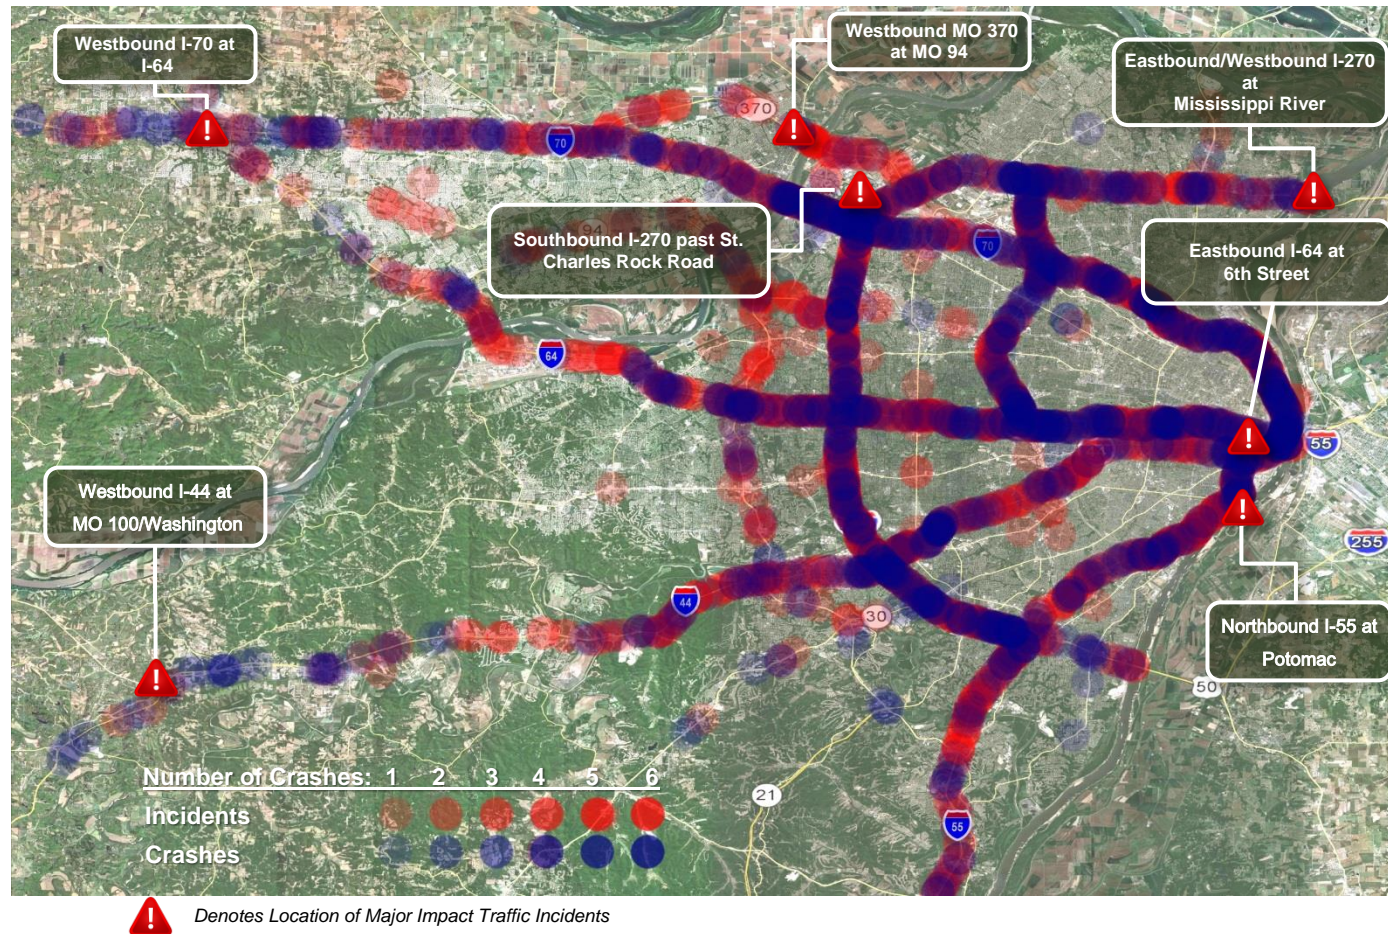 Westbound I-70 at
I-64
Westbound MO 370
at MO 94
Eastbound/Westbound I-270
at
Mississippi River
370
70
94
Southbound I-270 past St.
Charles Rock Road
70
Eastbound I-64 at
6th Street
64
55
Westbound I-44 at
MO 100/Washington
255
44
30
Northbound I-55 at
Potomac
50
Number of Crashes: 1 2 3 4 5 6
Incidents
Crashes
21
55
Denotes Location of Major Impact Traffic Incidents